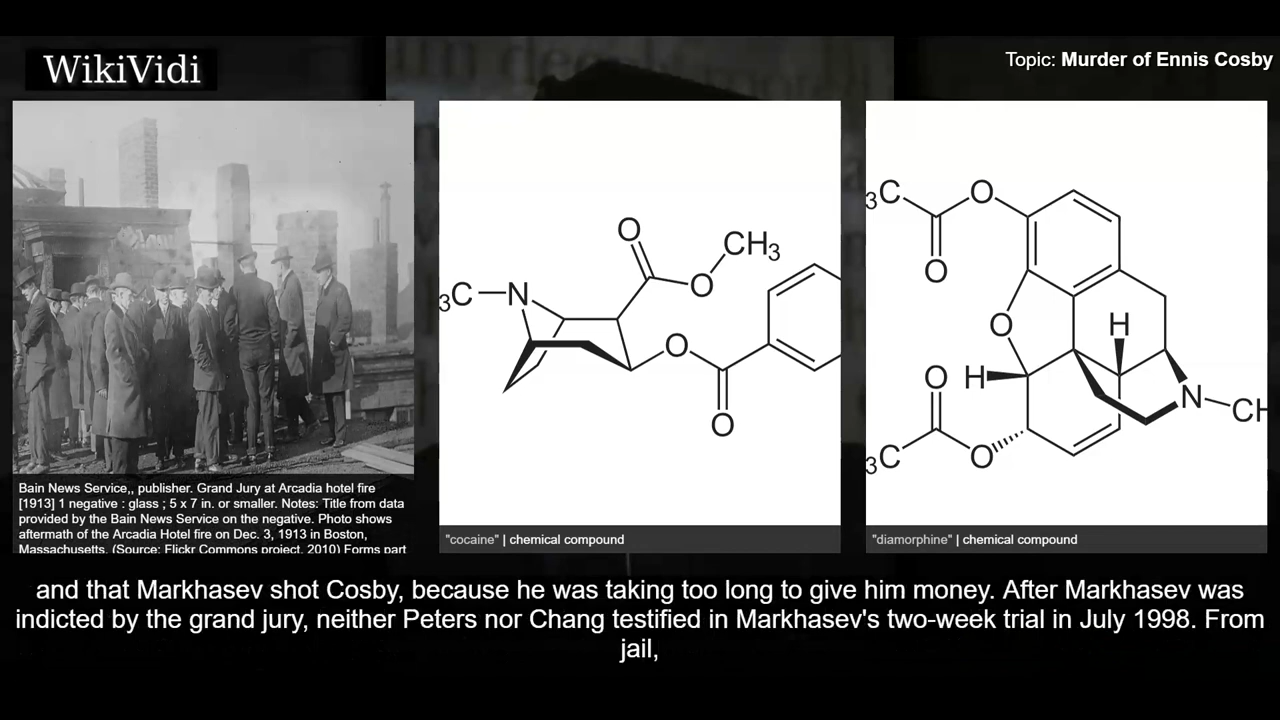 WikiVidi
Topic: Murder of Ennis Cosby
Bain News Service,, publisher. Grand Jury at Arcadia hotel fire
[1913] 1 negative : glass ; 5 x 7 in. or smaller. Notes: Title from data
provided by the Bain News Service on the negative. Photo shows
aftermath of the Arcadia Hotel fire on Dec. 3, 1913 in Boston,
Massachusetts. (Source: Flickr Commons project, 2010) Forms part
3C
N
O
O
CH3
O
O
"cocaine" | chemical compound
3C
O
O
O
H
H
O
N
CH
3C
O
"diamorphine" | chemical compound
and that Markhasev shot Cosby, because he was taking too long to give him money. After Markhasev was
indicted by the grand jury, neither Peters nor Chang testified in Markhasev's two-week trial in July 1998. From
jail,